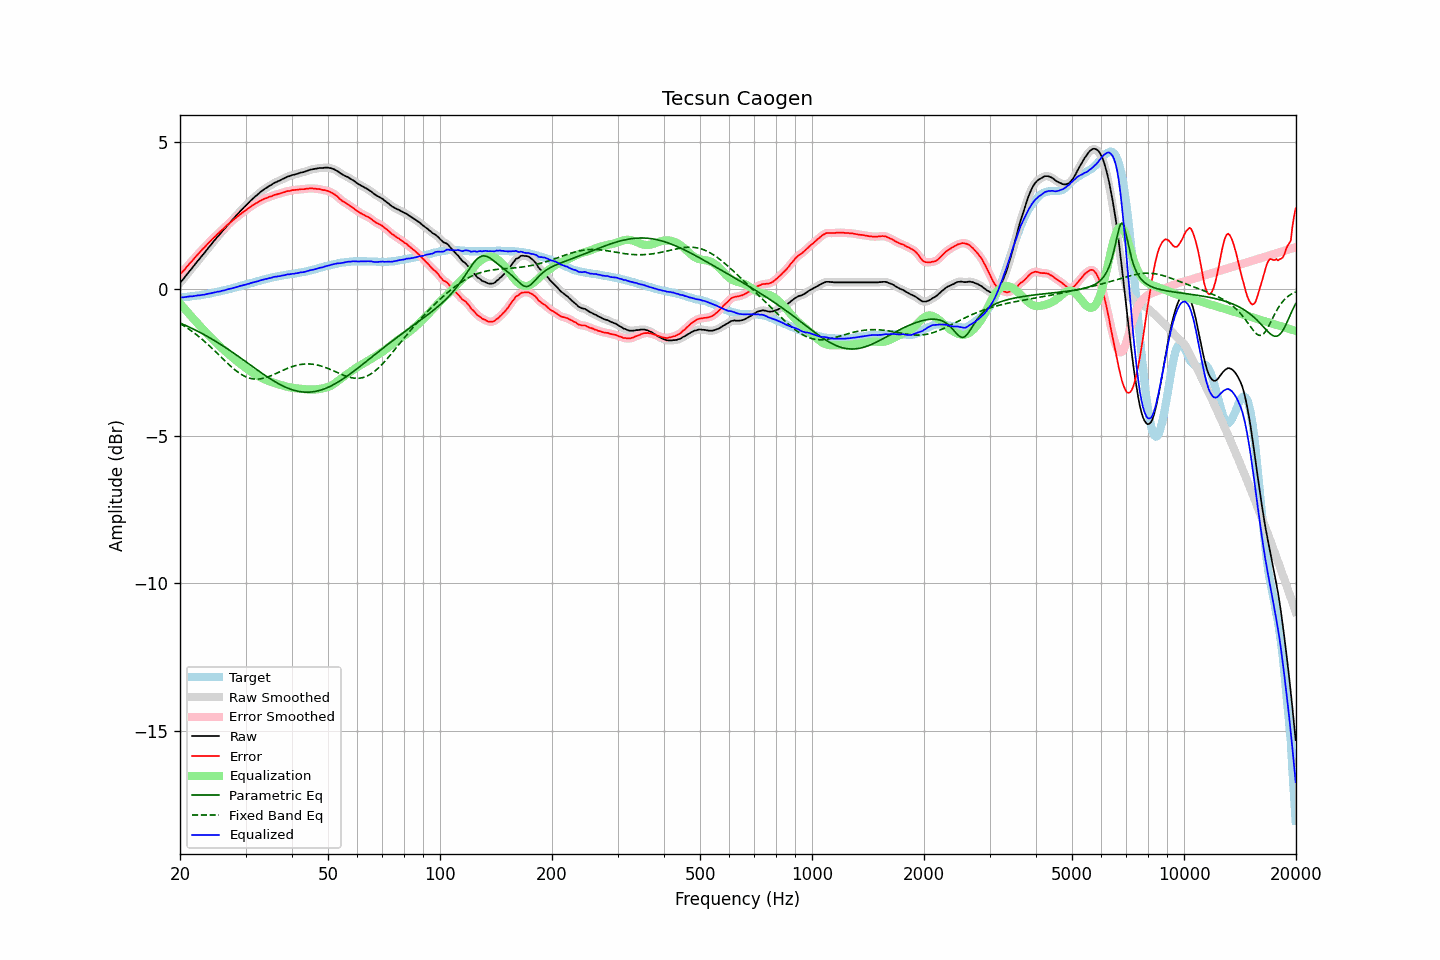 Tecsun Caogen
Amplitude (dBr)
5
0
−5
−10
−15
Target
Raw Smoothed
Error Smoothed
Raw
Error
Equalization
Parametric Eq
Fixed Band Eq
Equalized
20 50 100 200 500 1000 2000 5000 10000 20000
Frequency (Hz)